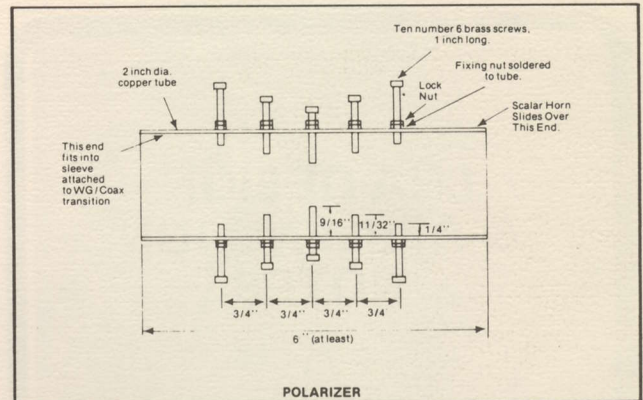 Ten number 6 brass screws,
1 inch long.
2 inch dia.
copper tube
Fixing nut soldered
to tube.
Lock
Nut
Scalar Horn
Slides Over
This End.
This end
fits into
sleeve
attached
to WG/Coax
transition
9/16''
11/32''
1/4''
3/4''
3/4''
3/4''
3/4'
6'' (at least)
POLARIZER